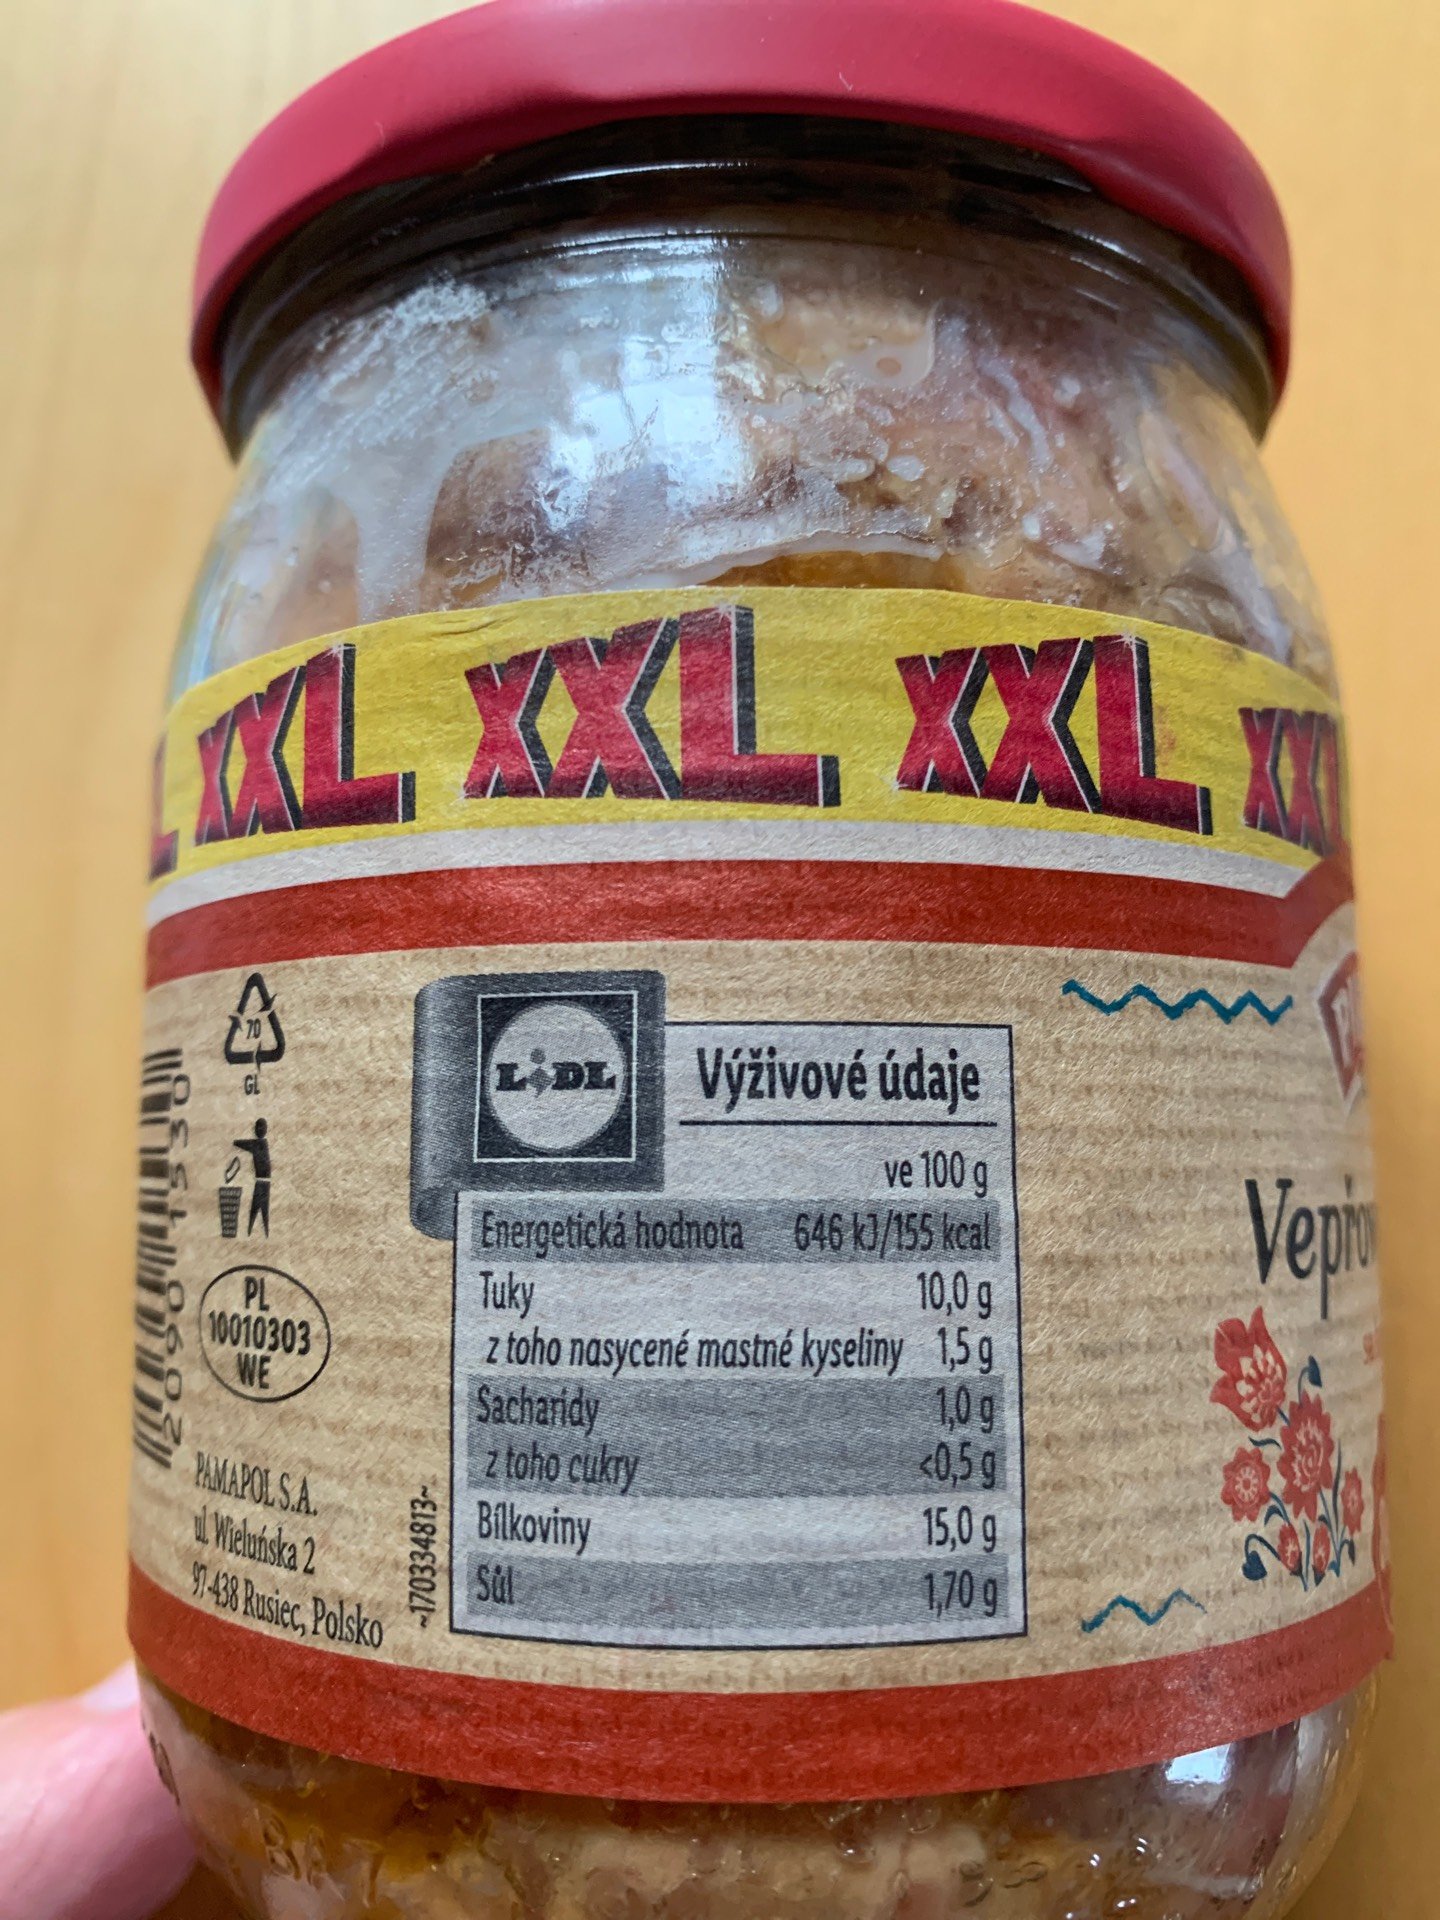 XXL XXL XXL XXL
70
GL
20901530
PL
10010303
WE
PAMAPOL S.A.
ul. Wieluńska 2
97-438 Rusiec, Polsko
~170334813~
LIDL
Výživové údaje
ve 100 g
Energetická hodnota 646 kJ/155 kcal
Tuky 10,0 g
z toho nasycené mastné kyseliny 1,5 g
Sacharidy 1,0 g
z toho cukry <0,5 g
Bílkoviny 15,0 g
Sůl 1,70 g